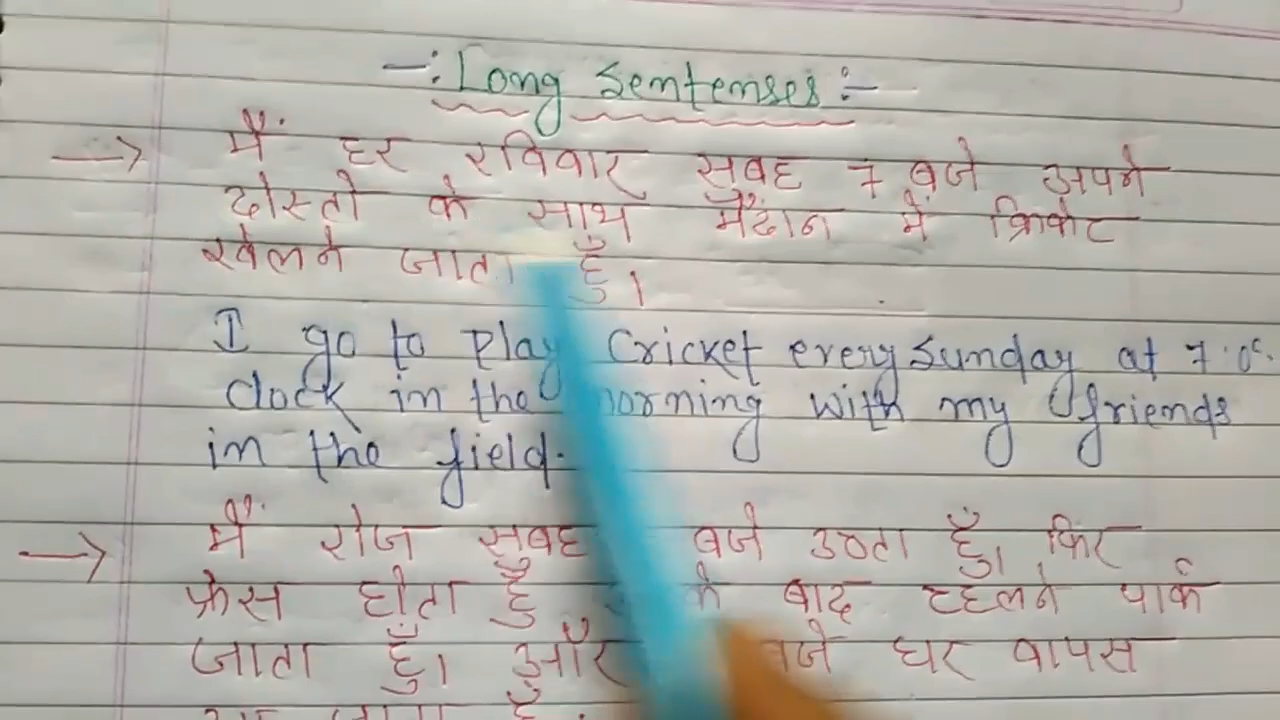 -: Long Sentenses :-
→ मैं हर रविवार सुबह 7 बजे अपने
दोस्तो के साथ मैदान में क्रिकेट
खेलने जाता हूँ।
I go to play Cricket every Sunday at 7:0c.
clock in the morning with my friends
in the field.
→ मैं रोज सुबह बजे उठता हूँ। फिर
फ्रेस होता हूँ के बाद टहलने पार्क
जाता हूँ। और बजे घर वापस
हूँ।